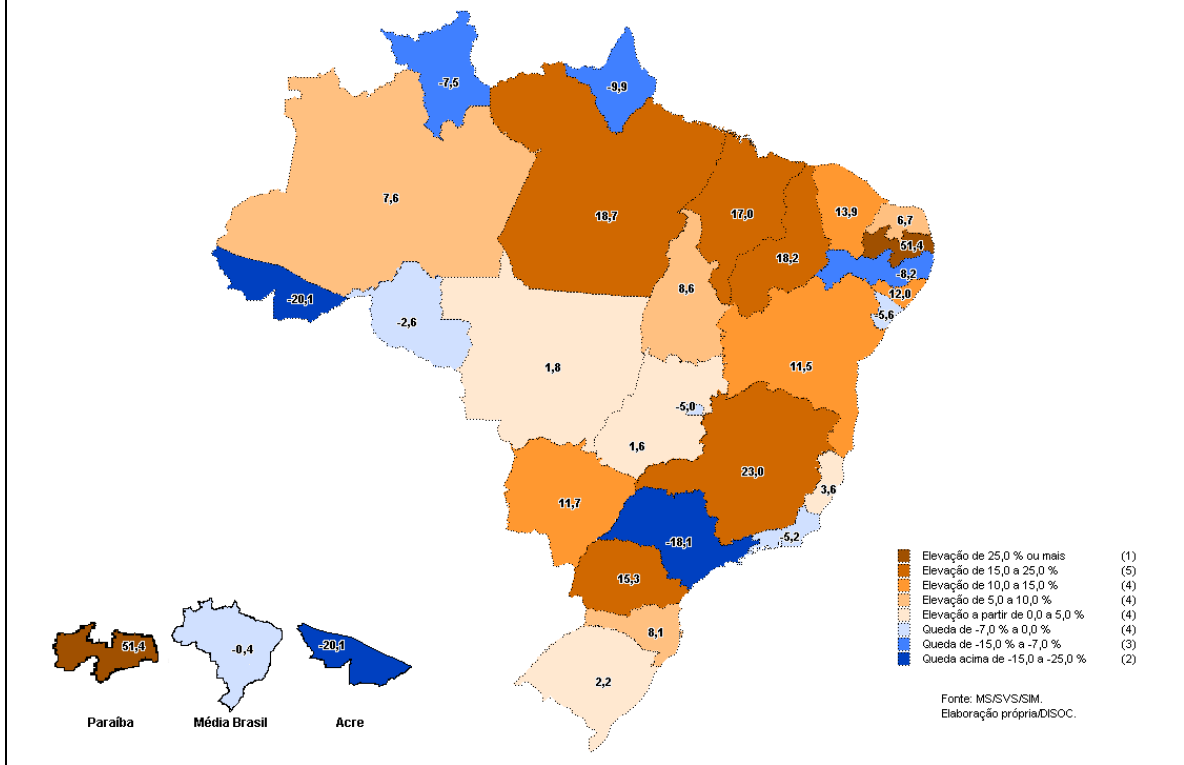 -7,5
-9,9
7,6
18,7
17,0
13,9
6,7
51,4
18,2
-8,2
12,0
-5,6
-20,1
-2,6
8,6
1,8
11,5
-5,0
1,6
23,0
3,6
11,7
-18,1
5,2
15,3
8,1
2,2
Elevação de 25,0 % ou mais (1)
Elevação de 15,0 a 25,0 % (5)
Elevação de 10,0 a 15,0 % (4)
Elevação de 5,0 a 10,0 % (4)
Elevação a partir de 0,0 a 5,0 % (4)
Queda de -7,0 % a 0,0 % (4)
Queda de -15,0 % a -7,0 % (3)
Queda acima de -15,0 a -25,0 % (2)
51,4
-0,4
-20,1
Paraíba
Média Brasil
Acre
Fonte: MS/SVS/SIM.
Elaboração própria/DISOC.